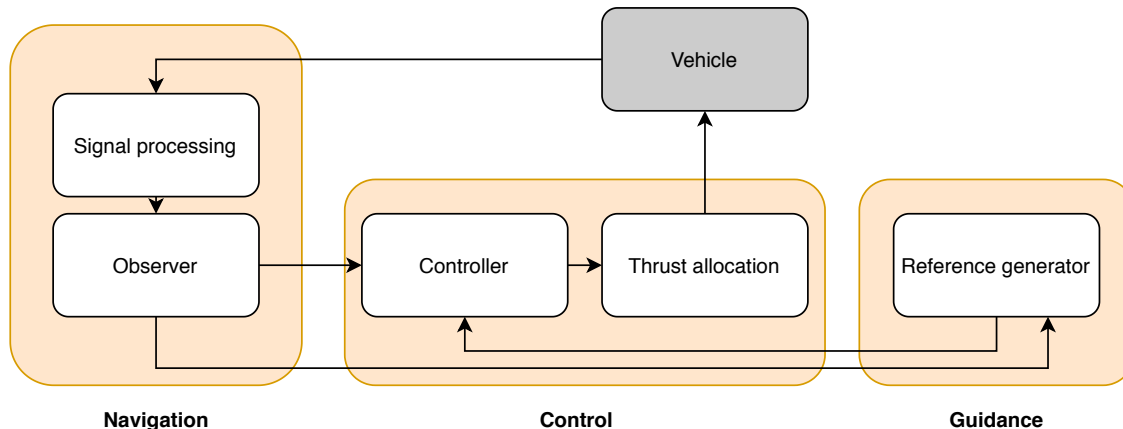 Vehicle
Signal processing
Observer
Controller
Thrust allocation
Reference generator
Navigation
Control
Guidance